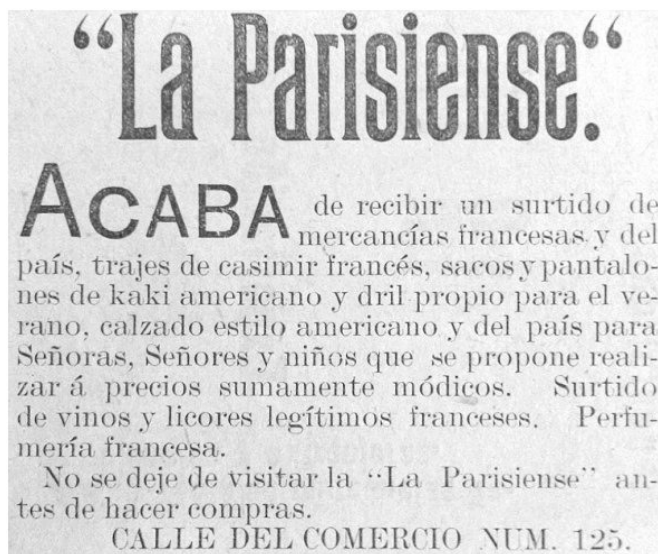 “La Parisiense.“
ACABA de recibir un surtido de
mercancías francesas y del
país, trajes de casimir francés, sacos y pantalo-
nes de kaki americano y dril propio para el ve-
rano, calzado estilo americano y del país para
Señoras, Señores y niños que se propone reali-
zar á precios sumamente módicos. Surtido
de vinos y licores legítimos franceses. Perfu-
mería francesa.
No se deje de visitar la “La Parisiense” an-
tes de hacer compras.
CALLE DEL COMERCIO NUM. 125.